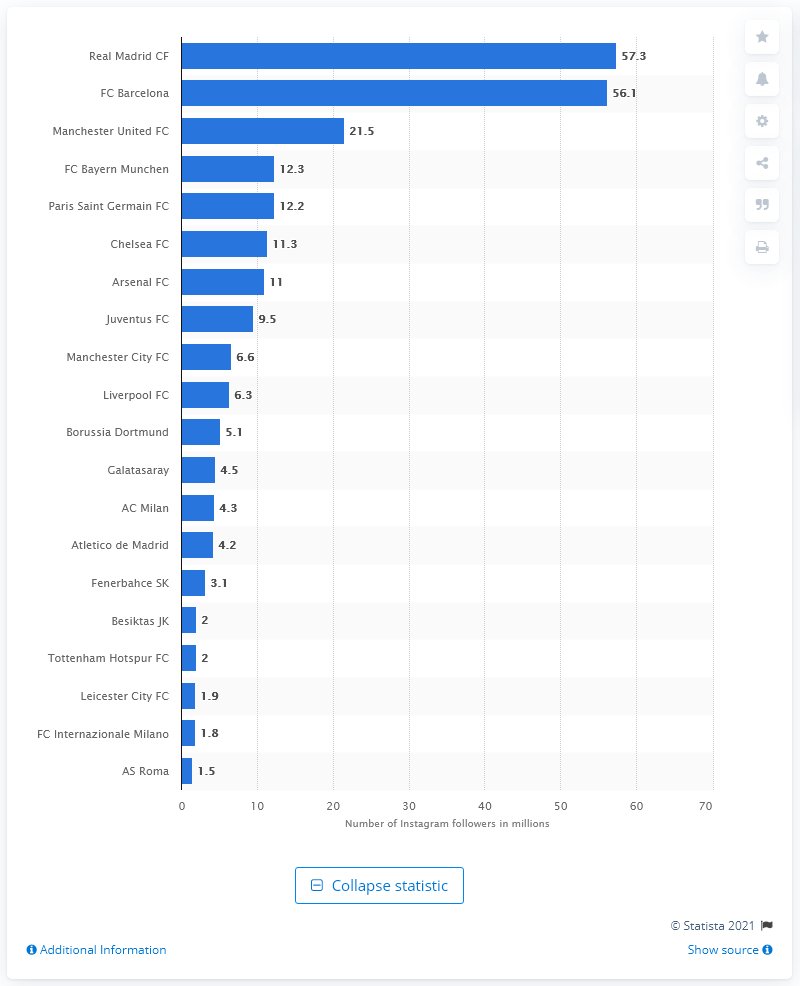 Real Madrid CF 57.3
FC Barcelona 56.1
Manchester United FC 21.5
FC Bayern Munchen 12.3
Paris Saint Germain FC 12.2
Chelsea FC 11.3
Arsenal FC 11
Juventus FC 9.5
Manchester City FC 6.6
Liverpool FC 6.3
Borussia Dortmund 5.1
Galatasaray 4.5
AC Milan 4.3
Atletico de Madrid 4.2
Fenerbahce SK 3.1
Besiktas JK 2
Tottenham Hotspur FC 2
Leicester City FC 1.9
FC Internazionale Milano 1.8
AS Roma 1.5
0 10 20 30 40 50 60 70
Number of Instagram followers in millions
Collapse statistic
© Statista 2021
Additional Information Show source